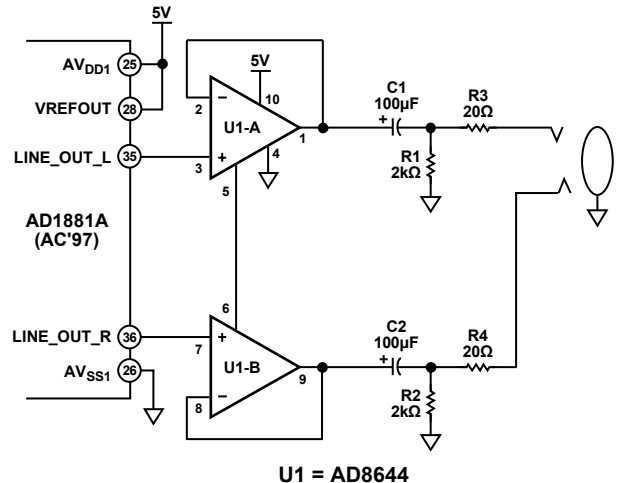 5V
AV_DD1 25
VREFOUT 28
LINE_OUT_L 35
AD1881A
(AC'97)
LINE_OUT_R 36
AV_SS1 26
5V
10
2 −
U1-A
1
+
3
4
5
6
+
7
U1-B
9
8 −
C1
100µF
+
R1
2kΩ
R3
20Ω
C2
100µF
+
R2
2kΩ
R4
20Ω
U1 = AD8644